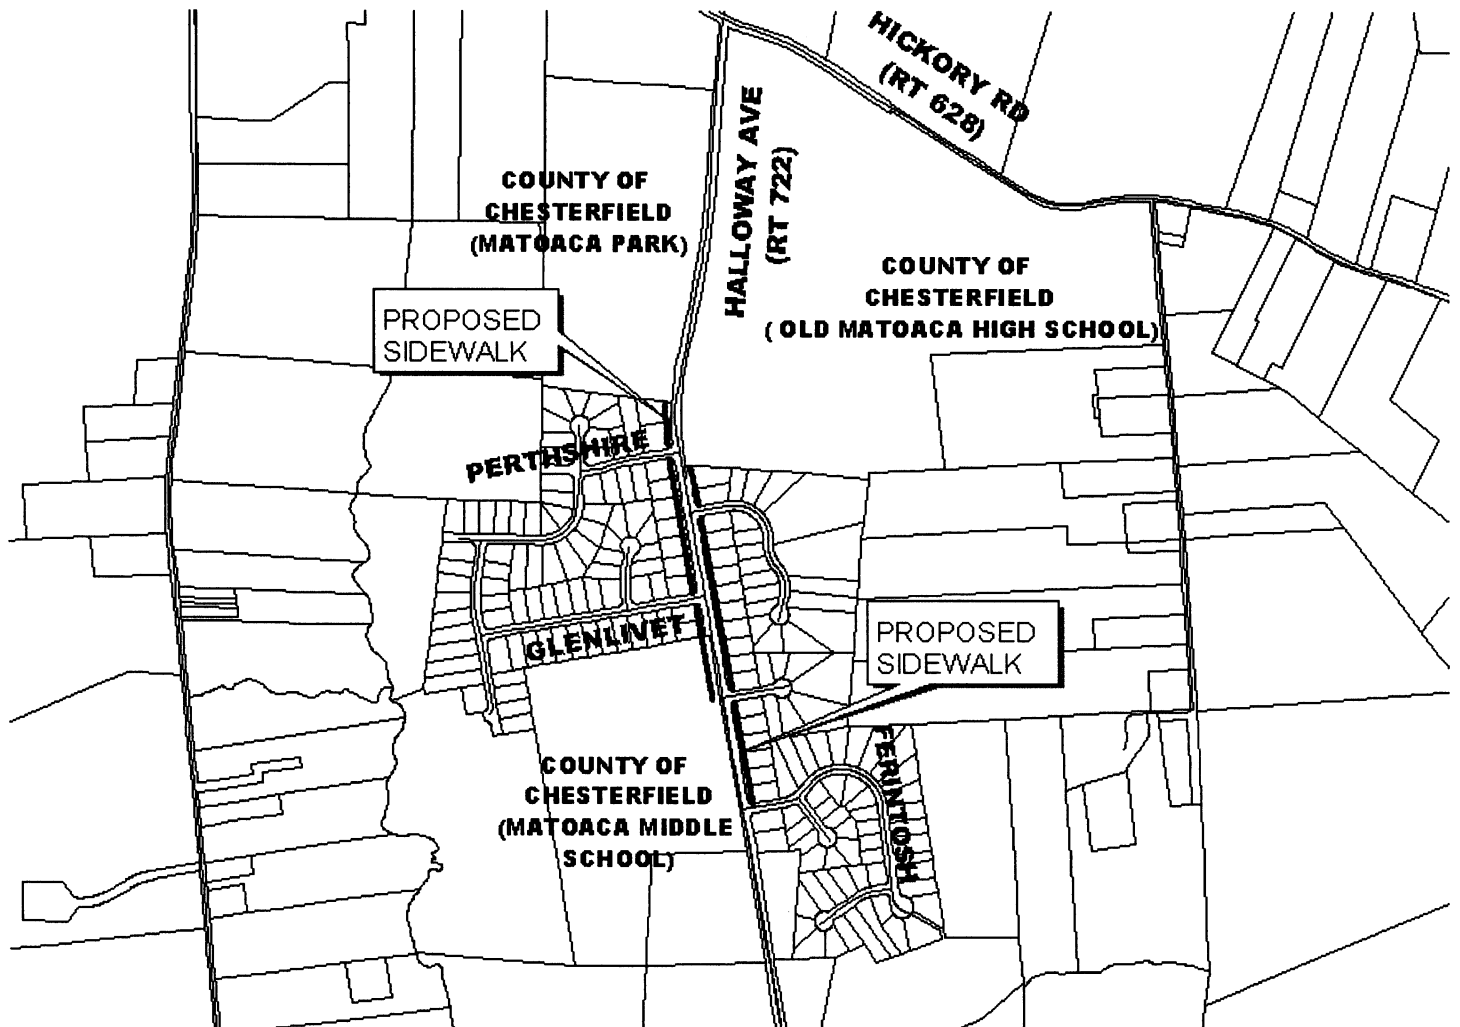 HICKORY RD
(RT 628)
HALLOWAY AVE
(RT 722)
COUNTY OF
CHESTERFIELD
(MATOACA PARK)
COUNTY OF
CHESTERFIELD
( OLD MATOACA HIGH SCHOOL)
PROPOSED
SIDEWALK
PERTHSHIRE
GLENLIVET
PROPOSED
SIDEWALK
FERINTOSH
COUNTY OF
CHESTERFIELD
(MATOACA MIDDLE
SCHOOL)